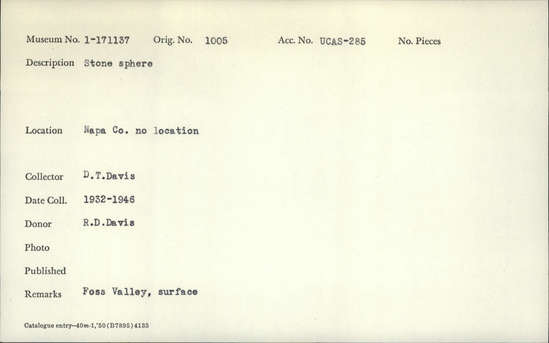 Museum No. 1-171137 Orig. No. 1005 Acc. No. UCAS-285 No. Pieces
Description Stone sphere
Location Napa Co. no location
Collector D.T.Davis
Date Coll. 1932-1946
Donor R.D.Davis
Photo
Published
Remarks Foss Valley, surface
Catalogue entry—40m-1,'50 (B7895) 4133